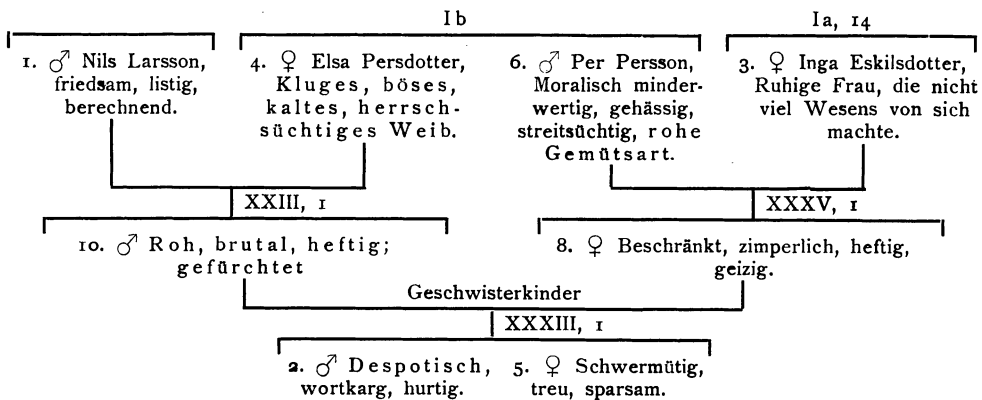 Ib
Ia, 14
1. ♂ Nils Larsson,
friedsam, listig,
berechnend.
4. ♀ Elsa Persdotter,
Kluges, böses,
kaltes, herrsch-
süchtiges Weib.
6. ♂ Per Persson,
Moralisch minder-
wertig, gehässig,
streitsüchtig, rohe
Gemütsart.
3. ♀ Inga Eskilsdotter,
Ruhige Frau, die nicht
viel Wesens von sich
machte.
XXIII, 1
XXXV, 1
10. ♂ Roh, brutal, heftig;
gefürchtet
8. ♀ Beschränkt, zimperlich, heftig,
geizig.
Geschwisterkinder
XXXIII, 1
2. ♂ Despotisch,
wortkarg, hurtig.
5. ♀ Schwermütig,
treu, sparsam.